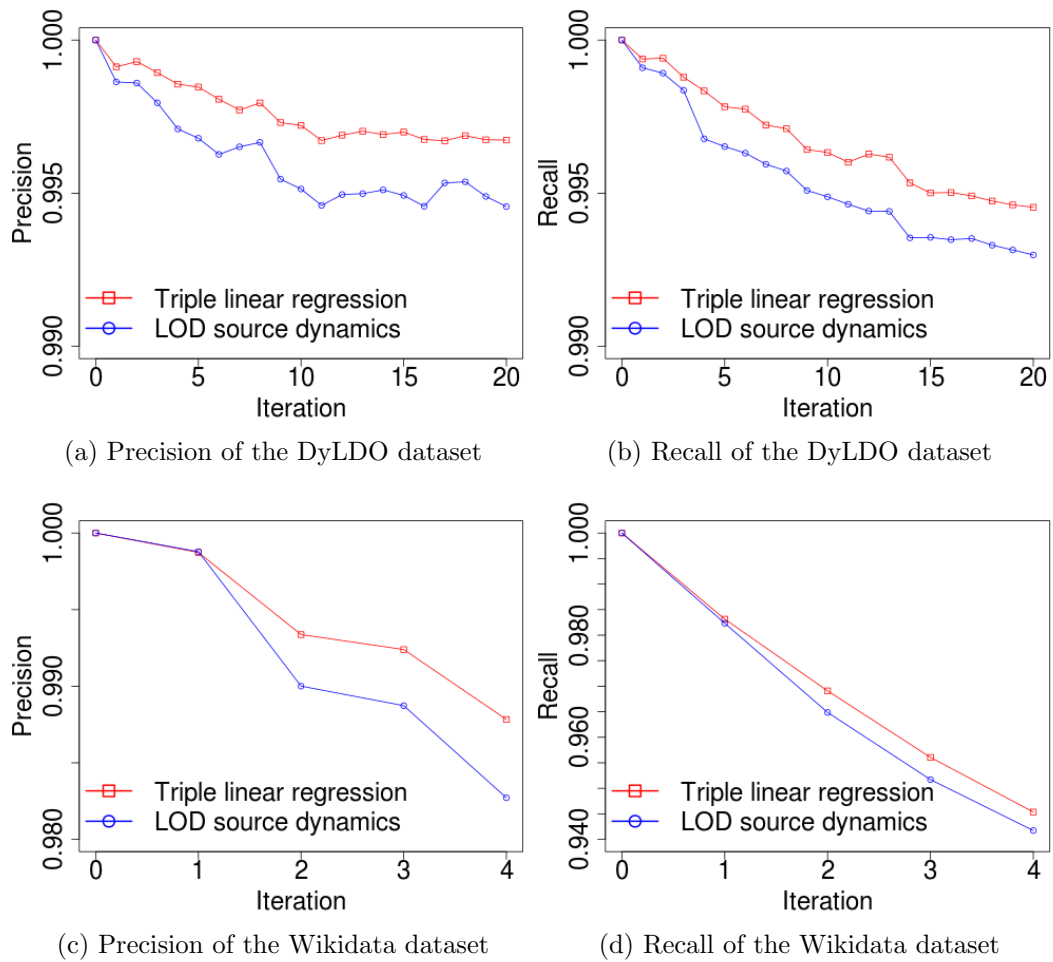 1.000
0.995
0.990
Precision
Triple linear regression
LOD source dynamics
0 5 10 15 20
Iteration
(a) Precision of the DyLDO dataset
1.000
0.995
0.990
Recall
Triple linear regression
LOD source dynamics
0 5 10 15 20
Iteration
(b) Recall of the DyLDO dataset
1.000
0.990
0.980
Precision
Triple linear regression
LOD source dynamics
0 1 2 3 4
Iteration
(c) Precision of the Wikidata dataset
1.000
0.980
0.960
0.940
Recall
Triple linear regression
LOD source dynamics
0 1 2 3 4
Iteration
(d) Recall of the Wikidata dataset